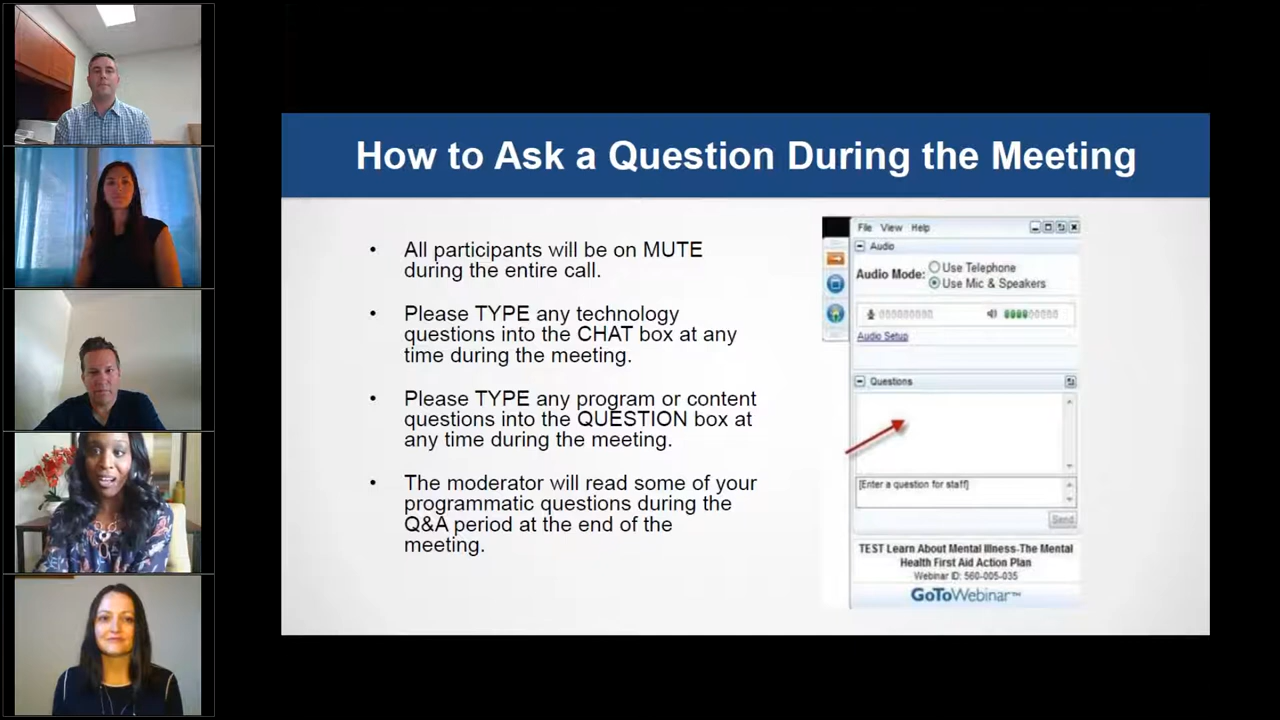 How to Ask a Question During the Meeting
• All participants will be on MUTE
during the entire call.
• Please TYPE any technology
questions into the CHAT box at any
time during the meeting.
• Please TYPE any program or content
questions into the QUESTION box at
any time during the meeting.
• The moderator will read some of your
programmatic questions during the
Q&A period at the end of the
meeting.
File View Help
Audio
Audio Mode: Use Telephone
Use Mic & Speakers
Audio Setup
Questions
[Enter a question for staff]
Send
TEST Learn About Mental Illness-The Mental
Health First Aid Action Plan
Webinar ID: 560-005-035
GoToWebinar™